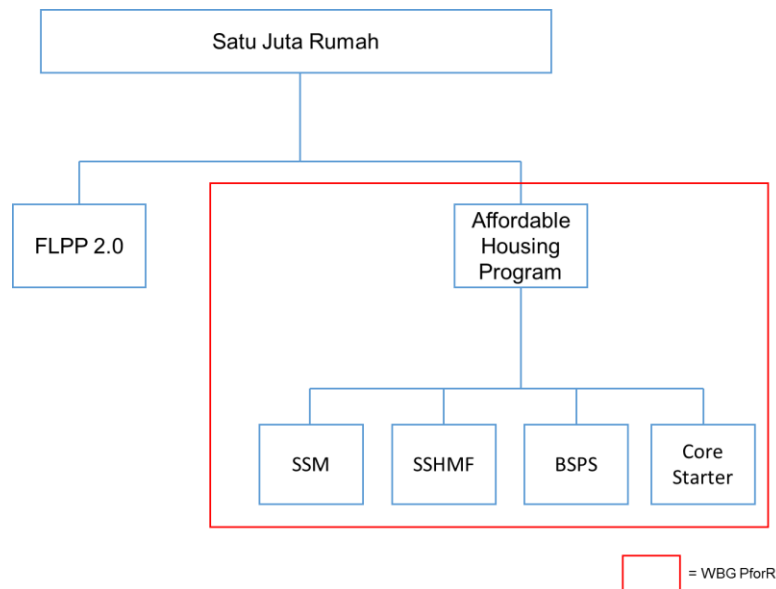 Satu Juta Rumah
FLPP 2.0
Affordable
Housing
Program
SSM
SSHMF
BSPS
Core
Starter
= WBG PforR